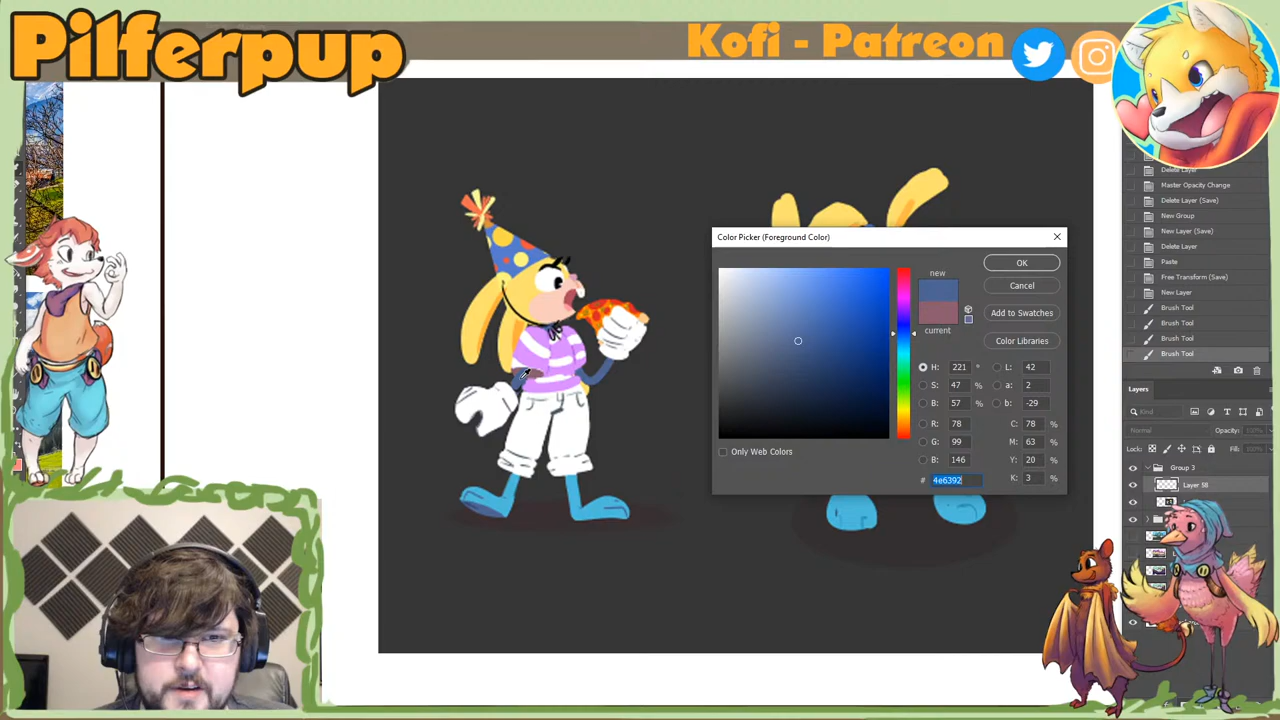 Pilferpup
Kofi - Patreon
Delete Layer
Master Opacity Change
Delete Layer (Save)
New Group
New Layer (Save)
Delete Layer
Paste
Free Transform (Save)
New Layer
Brush Tool
Brush Tool
Brush Tool
Brush Tool
Color Picker (Foreground Color)
new
current
OK
Cancel
Add to Swatches
Color Libraries
H: 221 °
S: 47 %
B: 57 %
R: 78
G: 99
B: 146
L: 42
a: 2
b: -29
C: 78 %
M: 63 %
Y: 20 %
K: 3 %
# 4e6392
Only Web Colors
Layers
Kind
Normal
Opacity:
Lock:
Fill:
Group 3
Layer 58